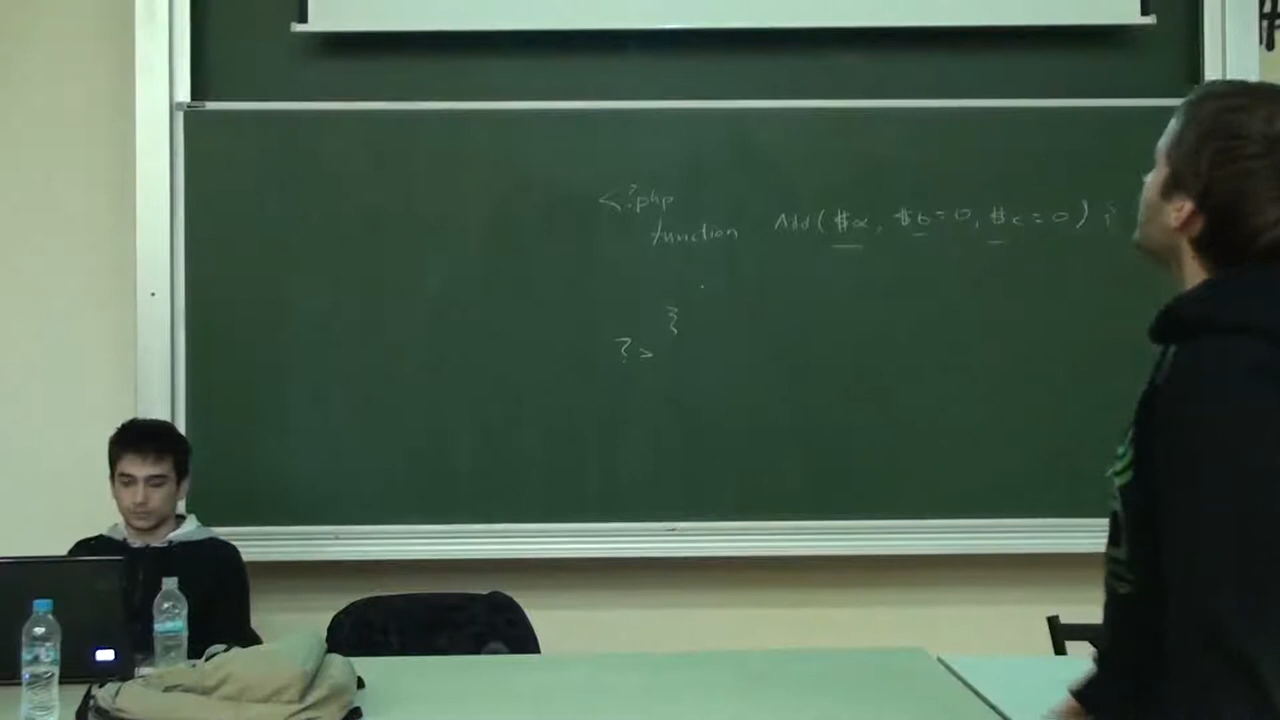 <?php
function Add($a, $b=0, $c=0) {
}
?>